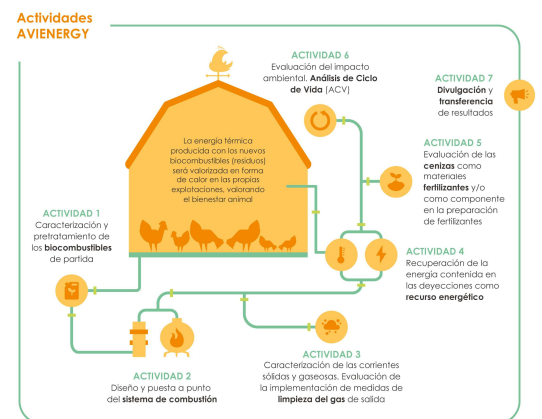 Actividades
AVIENERGY
ACTIVIDAD 6
Evaluación del impacto
ambiental. Análisis de Ciclo
de Vida (ACV)
ACTIVIDAD 7
Divulgación y
transferencia
de resultados
La energía térmica
producida con los nuevos
biocombustibles (residuos)
será valorizada en forma
de calor en las propias
explotaciones, valorando
el bienestar animal
ACTIVIDAD 5
Evaluación de las
cenizas como
materiales
fertilizantes y/o
como componente
en la preparación
de fertilizantes
ACTIVIDAD 1
Caracterización y
pretratamiento de
los biocombustibles
de partida
ACTIVIDAD 4
Recuperación de la
energía contenida en
las deyecciones como
recurso energético
ACTIVIDAD 2
Diseño y puesta a punto
del sistema de combustión
ACTIVIDAD 3
Caracterización de las corrientes
sólidas y gaseosas. Evaluación de
la implementación de medidas de
limpieza del gas de salida